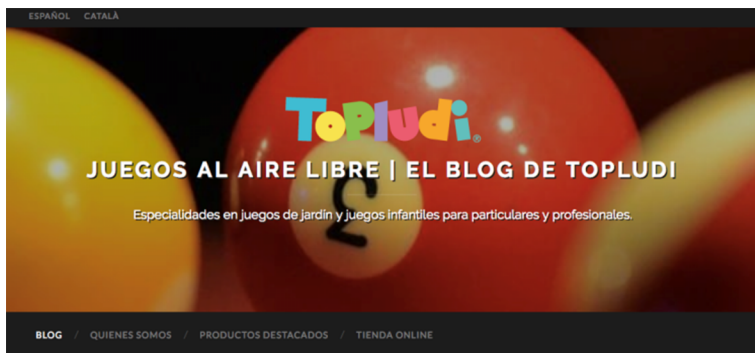 ESPAÑOL CATALÀ
Topludi®
JUEGOS AL AIRE LIBRE | EL BLOG DE TOPLUDI
Especialidades en juegos de jardín y juegos infantiles para particulares y profesionales.
3
BLOG / QUIENES SOMOS / PRODUCTOS DESTACADOS / TIENDA ONLINE